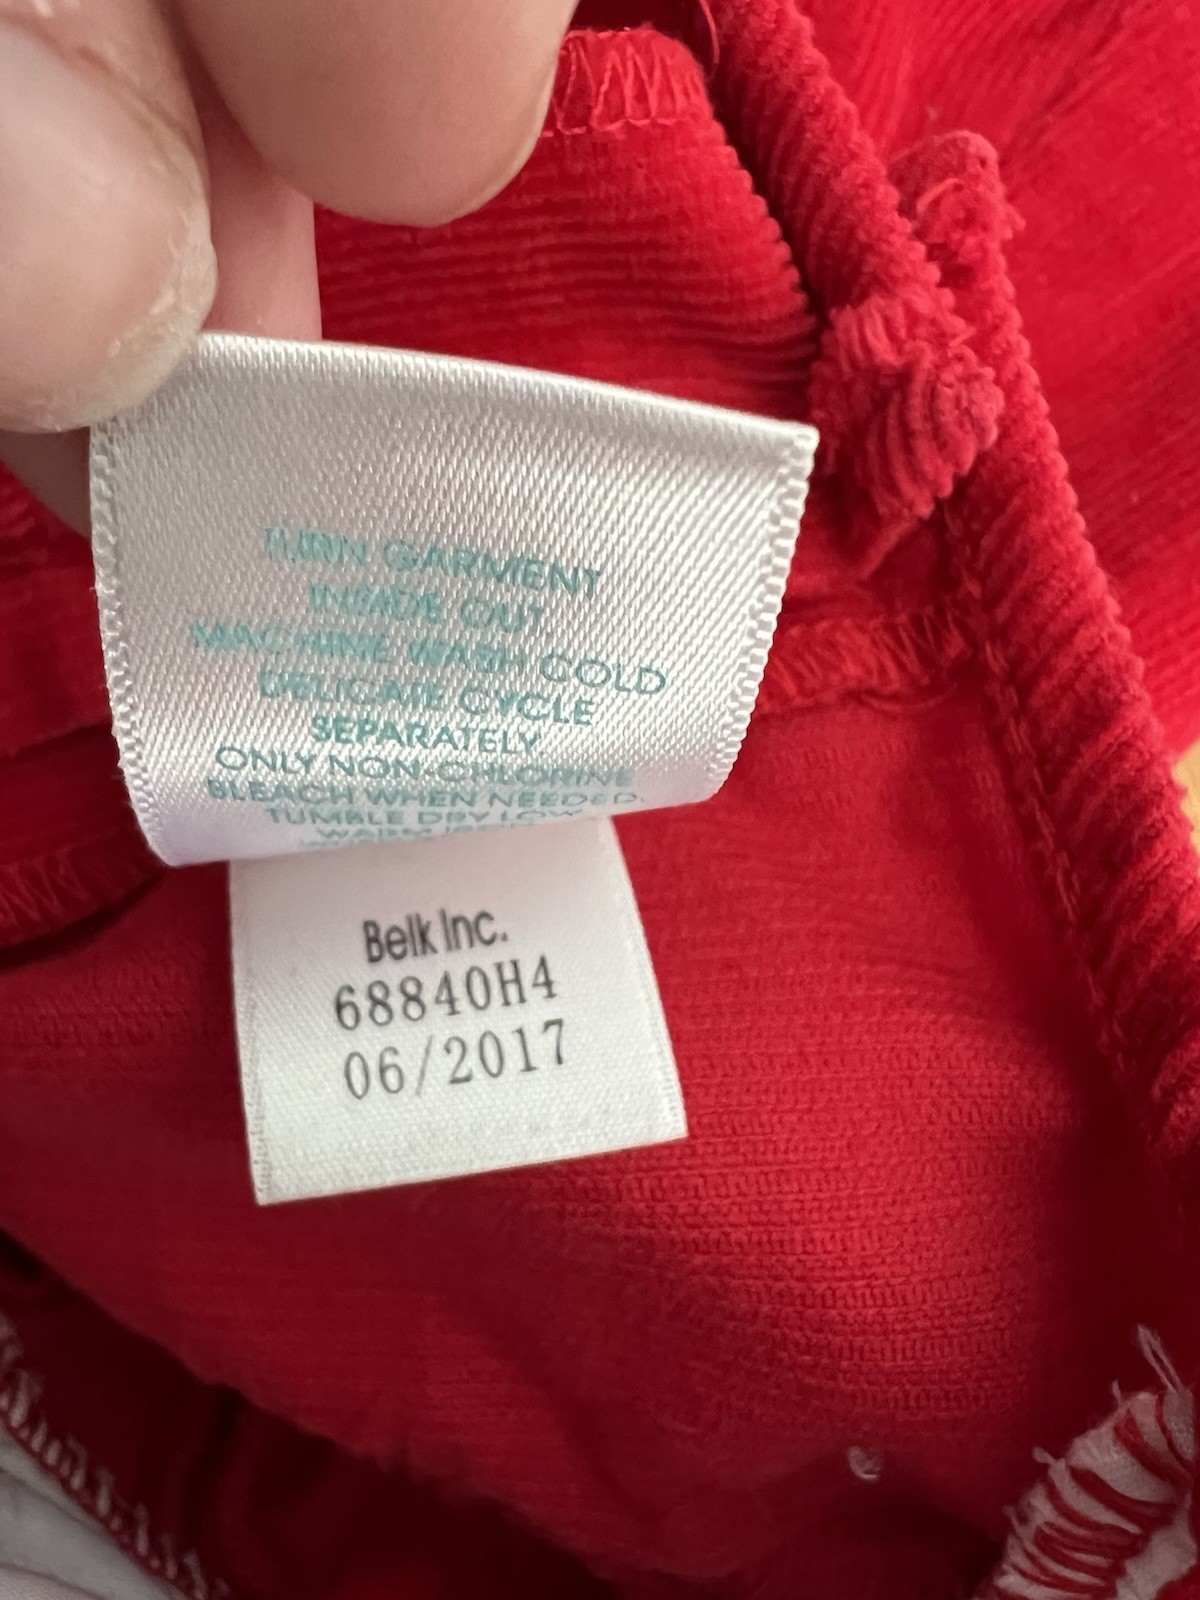 TURN GARMENT
INSIDE OUT
MACHINE WASH COLD
DELICATE CYCLE
SEPARATELY
ONLY NON-CHLORINE
BLEACH WHEN NEEDED.
TUMBLE DRY LOW
WARM
Belk Inc.
68840H4
06/2017